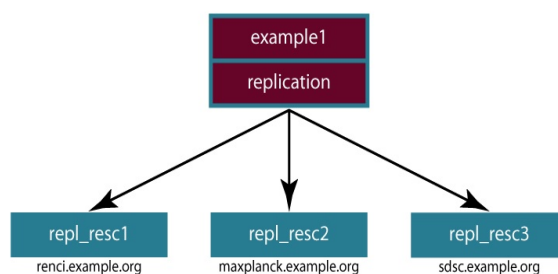 example1
replication
repl_resc1
repl_resc2
repl_resc3
renci.example.org
maxplanck.example.org
sdsc.example.org